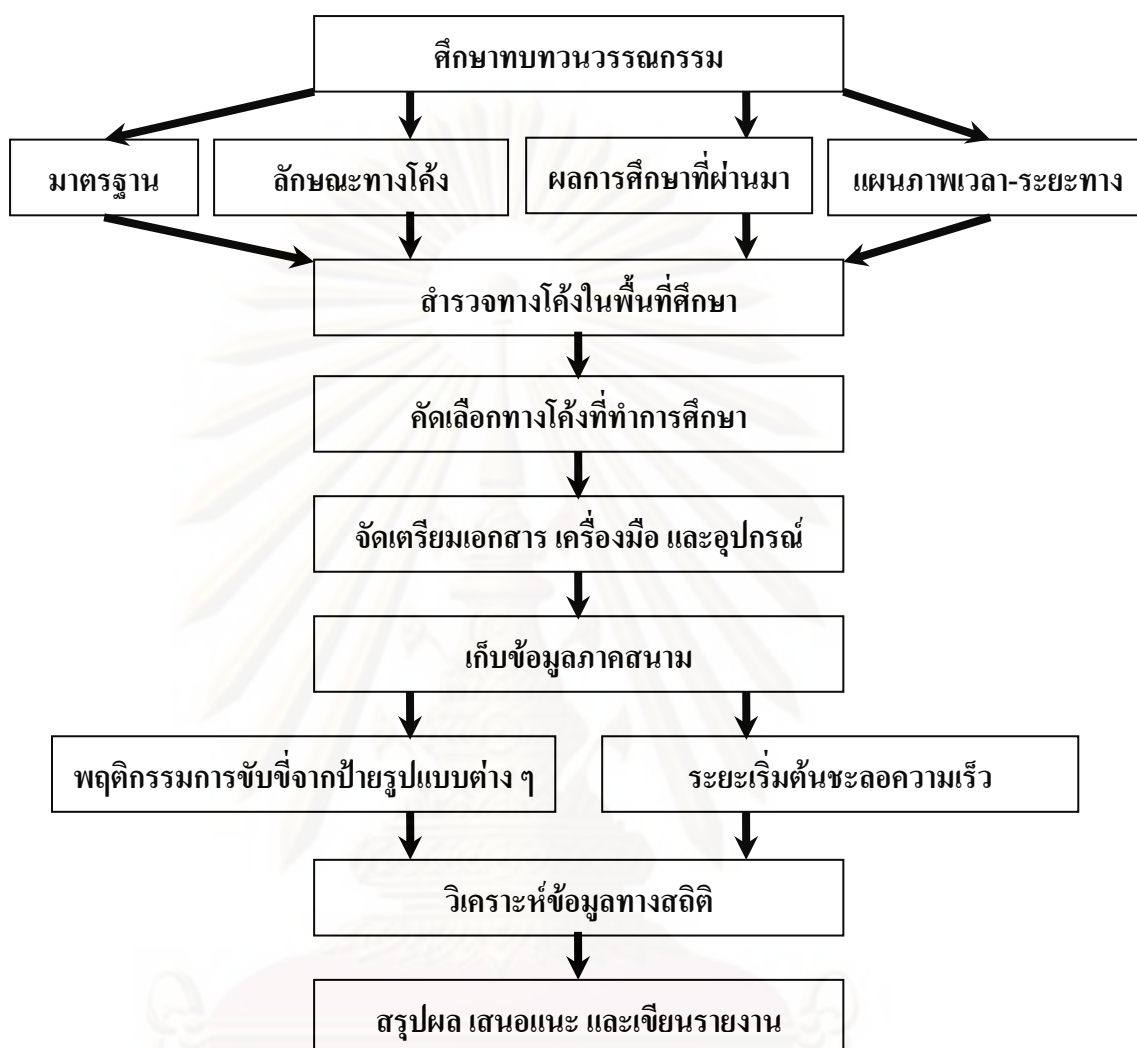 ศึกษาทบทวนวรรณกรรม
มาตรฐาน
ลักษณะทางโค้ง
ผลการศึกษาที่ผ่านมา
แผนภาพเวลา-ระยะทาง
สำรวจทางโค้งในพื้นที่ศึกษา
คัดเลือกทางโค้งที่ทำการศึกษา
จัดเตรียมเอกสาร เครื่องมือ และอุปกรณ์
เก็บข้อมูลภาคสนาม
พฤติกรรมการขับขี่จากป้ายรูปแบบต่าง ๆ
ระยะเริ่มต้นชะลอความเร็ว
วิเคราะห์ข้อมูลทางสถิติ
สรุปผล เสนอแนะ และเขียนรายงาน